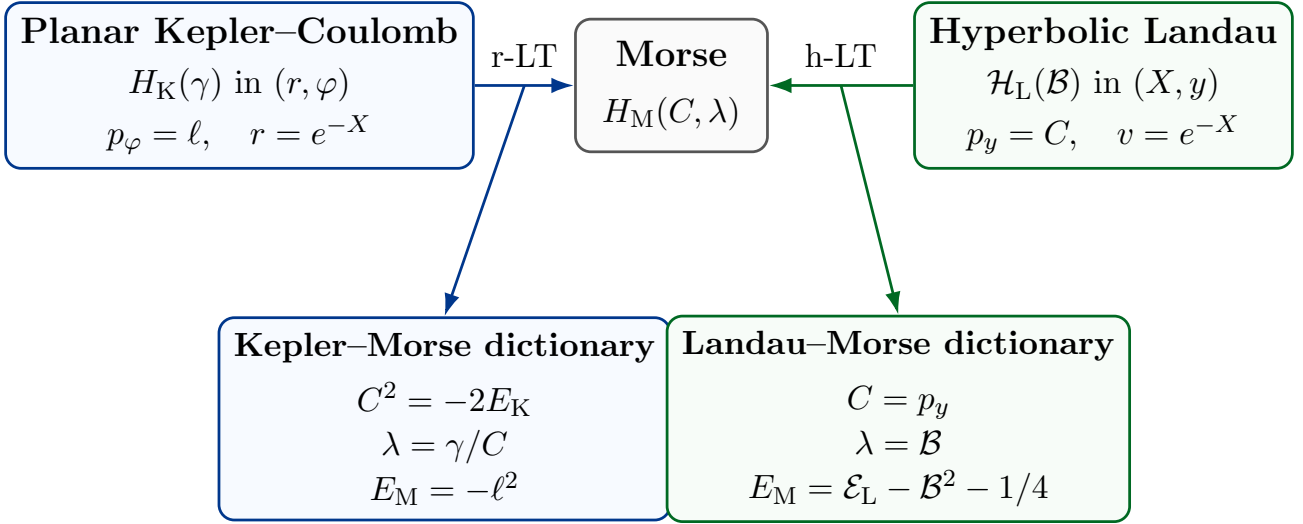 Planar Kepler–Coulomb
H_K(γ) in (r, φ)
p_φ = ℓ, r = e^{-X}
r-LT
Morse
H_M(C, λ)
h-LT
Hyperbolic Landau
ℋ_L(ℬ) in (X, y)
p_y = C, v = e^{-X}
Kepler–Morse dictionary
C² = −2E_K
λ = γ/C
E_M = −ℓ²
Landau–Morse dictionary
C = p_y
λ = ℬ
E_M = ℰ_L − ℬ² − 1/4